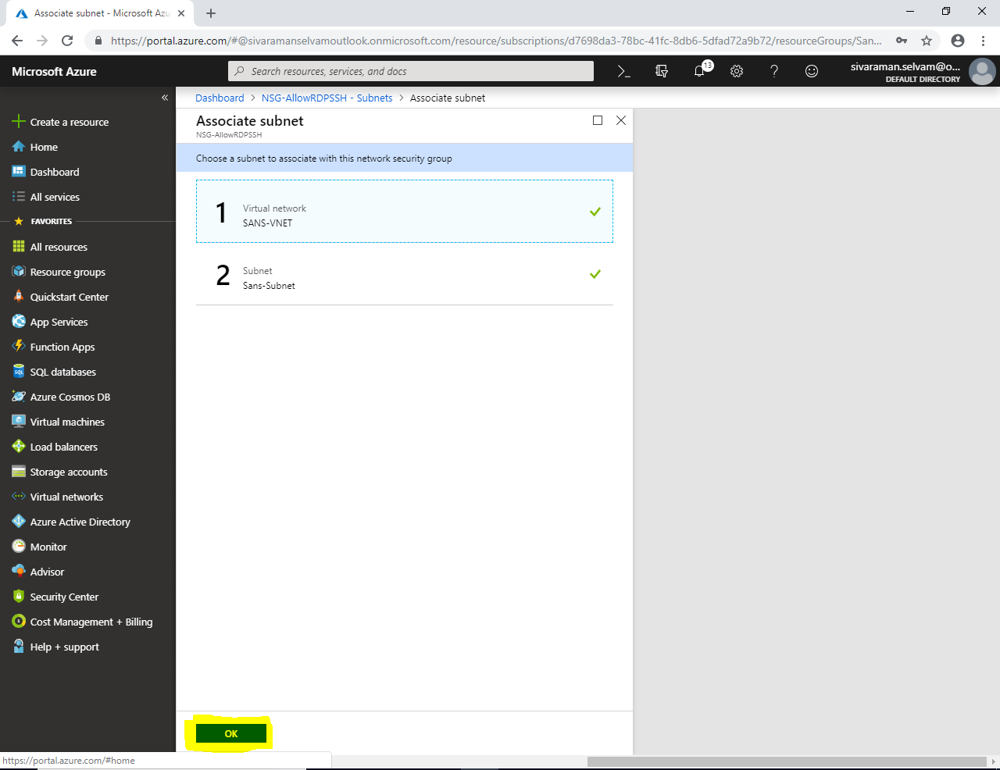 Associate subnet - Microsoft Azu
https://portal.azure.com/#@sivaramanselvamoutlook.onmicrosoft.com/resource/subscriptions/d7698da3-78bc-41fc-8db6-5dfad72a9b72/resourceGroups/San...
Microsoft Azure
Search resources, services, and docs
13
sivaraman.selvam@o...
DEFAULT DIRECTORY
Dashboard > NSG-AllowRDPSSH - Subnets > Associate subnet
Create a resource
Home
Dashboard
All services
FAVORITES
All resources
Resource groups
Quickstart Center
App Services
Function Apps
SQL
SQL databases
Azure Cosmos DB
Virtual machines
Load balancers
Storage accounts
Virtual networks
Azure Active Directory
Monitor
Advisor
Security Center
Cost Management + Billing
Help + support
Associate subnet
NSG-AllowRDPSSH
Choose a subnet to associate with this network security group
1
Virtual network
SANS-VNET
2
Subnet
Sans-Subnet
OK
https://portal.azure.com/#home